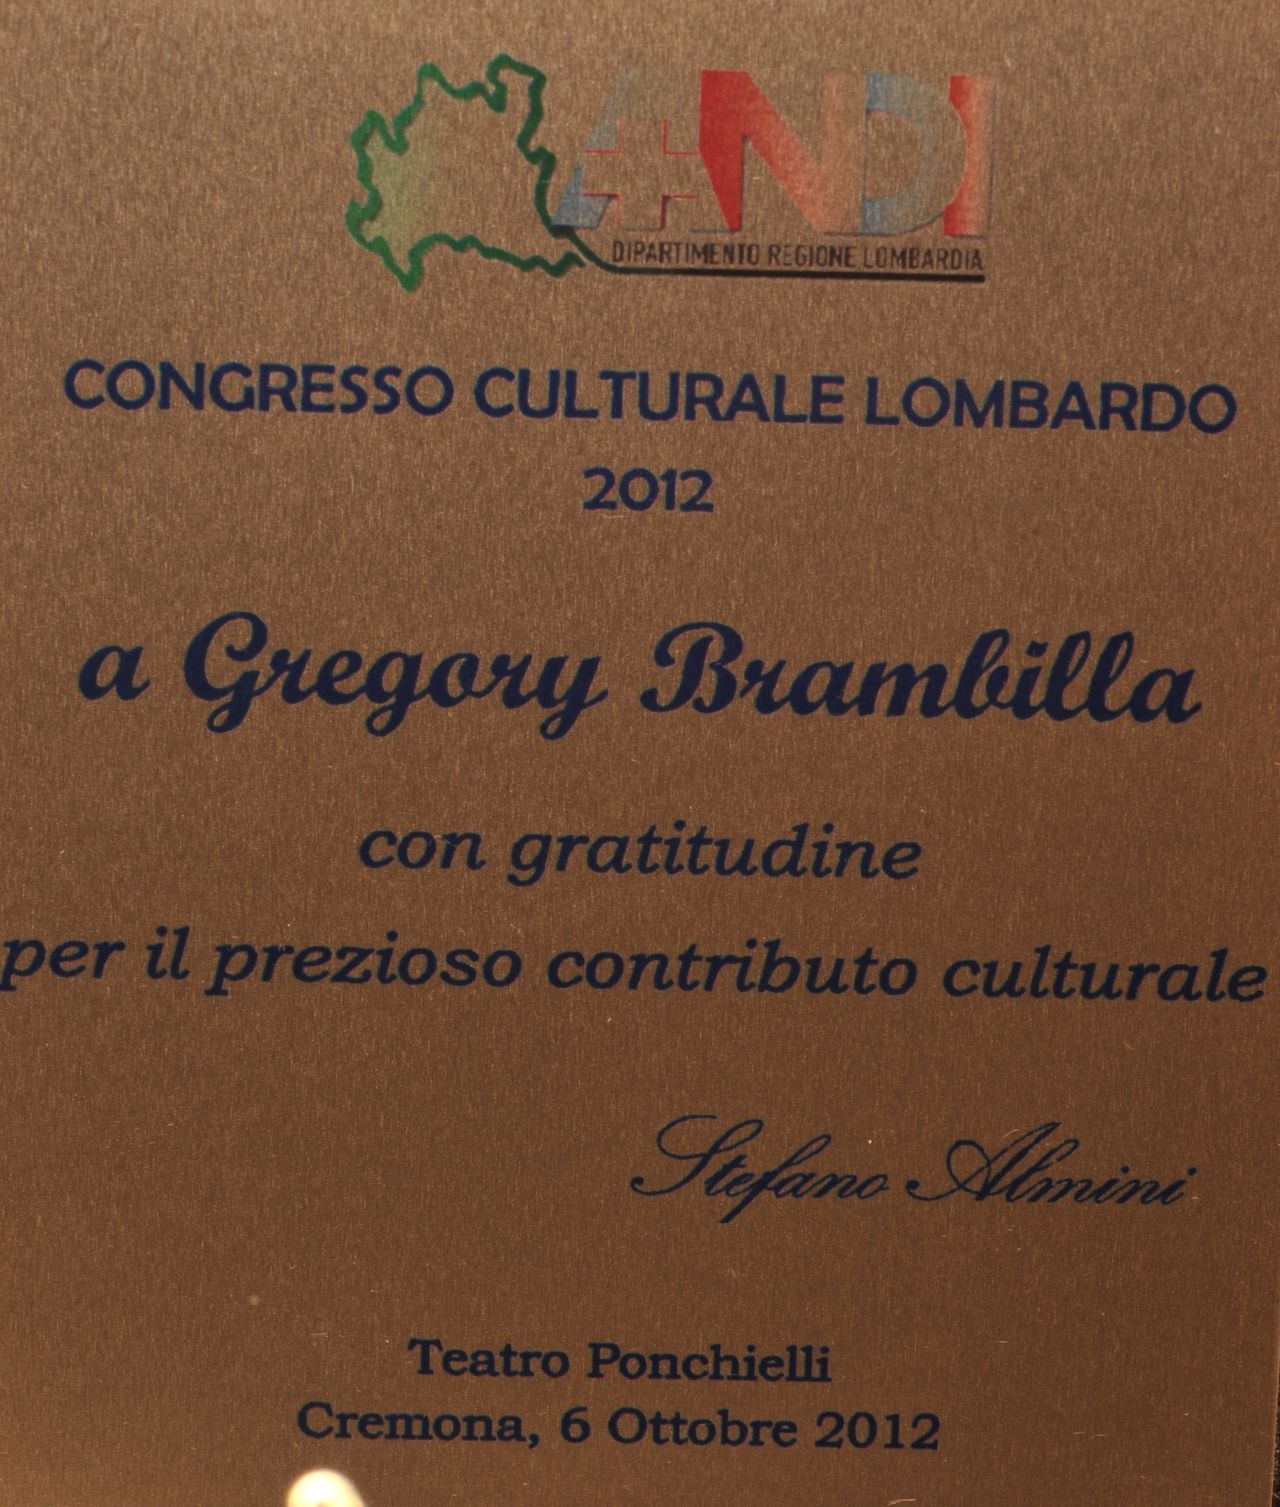 ANDI
DIPARTIMENTO REGIONE LOMBARDIA
CONGRESSO CULTURALE LOMBARDO
2012
a Gregory Brambilla
con gratitudine
per il prezioso contributo culturale
Stefano Almini
Teatro Ponchielli
Cremona, 6 Ottobre 2012